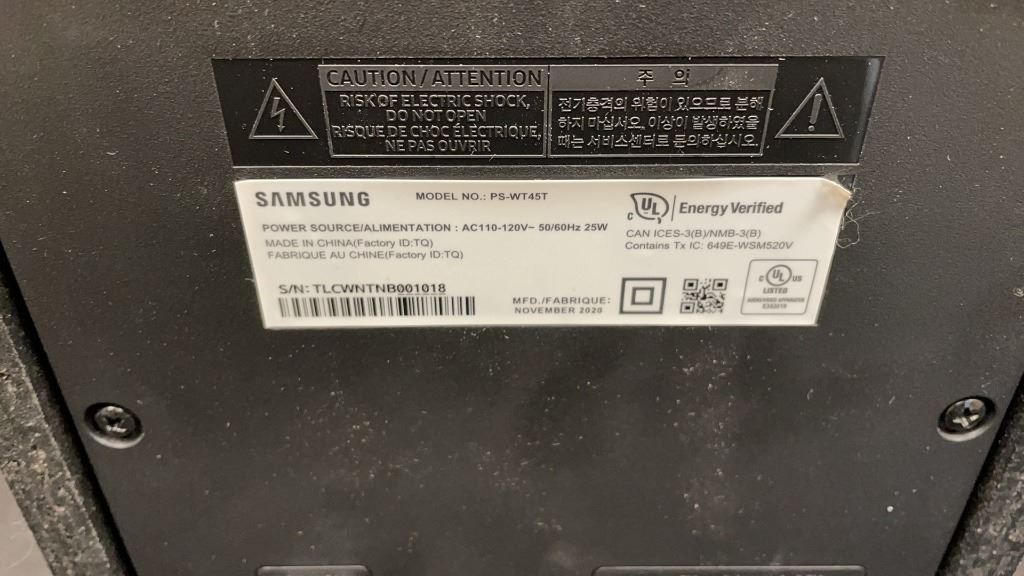 CAUTION / ATTENTION
RISK OF ELECTRIC SHOCK,
DO NOT OPEN
RISQUE DE CHOC ÉLECTRIQUE,
NE PAS OUVRIR
주 의
전기충격의 위험이 있으므로 분해
하지 마십시오. 이상이 발생하였을
때는 서비스센터로 문의하십시오.
SAMSUNG
MODEL NO.: PS-WT45T
POWER SOURCE/ALIMENTATION : AC110-120V~ 50/60Hz 25W
MADE IN CHINA(Factory ID:TQ)
FABRIQUE AU CHINE(Factory ID:TQ)
S/N: TLCWNTNB001018
MFD./FABRIQUE:
NOVEMBER 2020
C UL Energy Verified
CAN ICES-3(B)/NMB-3(B)
Contains Tx IC: 649E-WSM520V
C UL US
LISTED